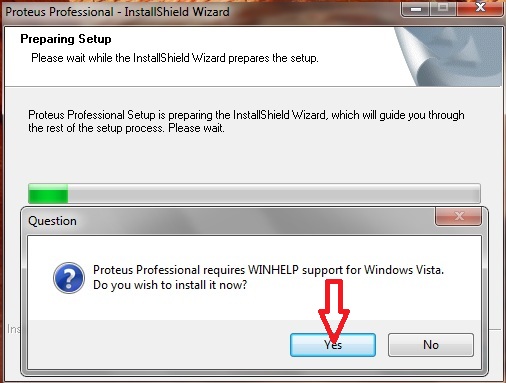 Proteus Professional - InstallShield Wizard
Preparing Setup
Please wait while the InstallShield Wizard prepares the setup.
Proteus Professional Setup is preparing the InstallShield Wizard, which will guide you through
the rest of the setup process. Please wait.
Question
Proteus Professional requires WINHELP support for Windows Vista.
Do you wish to install it now?
Yes
No